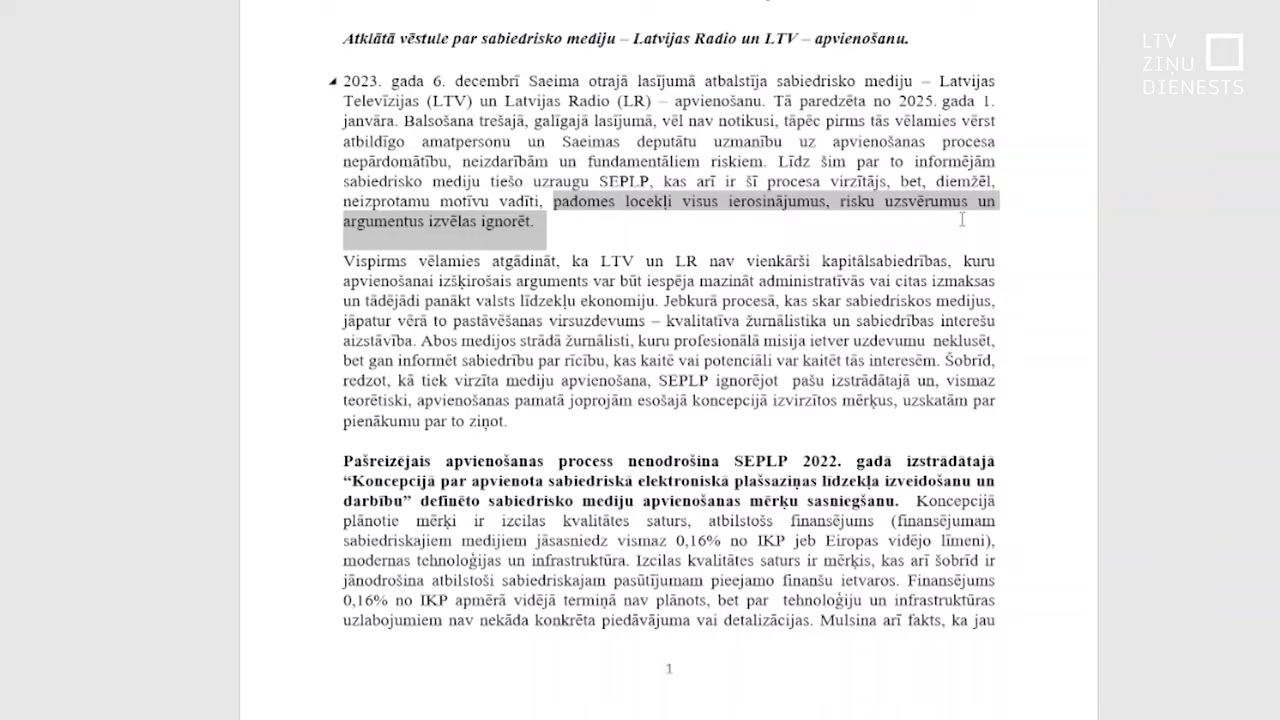 Atklātā vēstule par sabiedrisko mediju – Latvijas Radio un LTV – apvienošanu.
LTV
ZIŅU
DIENESTS
2023. gada 6. decembrī Saeima otrajā lasījumā atbalstīja sabiedrisko mediju – Latvijas
Televīzijas (LTV) un Latvijas Radio (LR) – apvienošanu. Tā paredzēta no 2025. gada 1.
janvāra. Balsošana trešajā, galīgajā lasījumā, vēl nav notikusi, tāpēc pirms tās vēlamies vērst
atbildīgo amatpersonu un Saeimas deputātu uzmanību uz apvienošanas procesa
nepārdomātību, neizdarībām un fundamentāliem riskiem. Līdz šim par to informējām
sabiedrisko mediju tiešo uzraugu SEPLP, kas arī ir šī procesa virzītājs, bet, diemžēl,
neizprotamu motīvu vadīti, padomes locekļi visus ierosinājumus, risku uzsvērumus un
argumentus izvēlas ignorēt.
Vispirms vēlamies atgādināt, ka LTV un LR nav vienkārši kapitālsabiedrības, kuru
apvienošanai izšķirošais arguments var būt iespēja mazināt administratīvās vai citas izmaksas
un tādējādi panākt valsts līdzekļu ekonomiju. Jebkurā procesā, kas skar sabiedriskos medijus,
jāpatur vērā to pastāvēšanas virsuzdevums – kvalitatīva žurnālistika un sabiedrības interešu
aizstāvība. Abos medijos strādā žurnālisti, kuru profesionālā misija ietver uzdevumu neklusēt,
bet gan informēt sabiedrību par rīcību, kas kaitē vai potenciāli var kaitēt tās interesēm. Šobrīd,
redzot, kā tiek virzīta mediju apvienošana, SEPLP ignorējot pašu izstrādātajā un, vismaz
teorētiski, apvienošanas pamatā joprojām esošajā koncepcijā izvirzītos mērķus, uzskatām par
pienākumu par to ziņot.
Pašreizējais apvienošanas process nenodrošina SEPLP 2022. gadā izstrādātajā
“Koncepcijā par apvienota sabiedriskā elektroniskā plašsaziņas līdzekļa izveidošanu un
darbību” definēto sabiedrisko mediju apvienošanas mērķu sasniegšanu. Koncepcijā
plānotie mērķi ir izcilas kvalitātes saturs, atbilstošs finansējums (finansējumam
sabiedriskajiem medijiem jāsasniedz vismaz 0,16% no IKP jeb Eiropas vidējo līmeni),
modernas tehnoloģijas un infrastruktūra. Izcilas kvalitātes saturs ir mērķis, kas arī šobrīd ir
jānodrošina atbilstoši sabiedriskajam pasūtījumam pieejamo finanšu ietvaros. Finansējums
0,16% no IKP apmērā vidējā termiņā nav plānots, bet par tehnoloģiju un infrastruktūras
uzlabojumiem nav nekāda konkrēta piedāvājuma vai detalizācijas. Mulsina arī fakts, ka jau
1